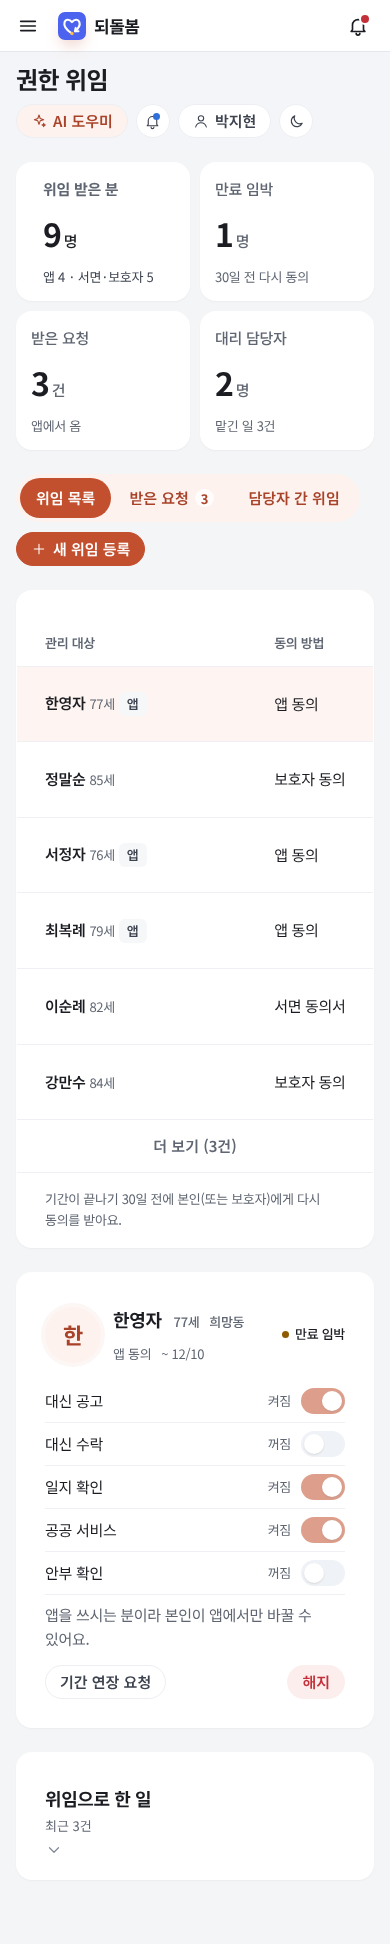 되돌봄
권한 위임
AI 도우미
박지현
위임 받은 분
9명
앱 4 · 서면·보호자 5
만료 임박
1명
30일 전 다시 동의
받은 요청
3건
앱에서 옴
대리 담당자
2명
맡긴 일 3건
위임 목록 받은 요청 3 담당자 간 위임
+ 새 위임 등록
관리 대상 동의 방법
한영자 77세 앱 앱 동의
정말순 85세 보호자 동의
서정자 76세 앱 앱 동의
최복례 79세 앱 앱 동의
이순례 82세 서면 동의서
강만수 84세 보호자 동의
더 보기 (3건)
기간이 끝나기 30일 전에 본인(또는 보호자)에게 다시
동의를 받아요.
한
한영자 77세 희망동
앱 동의 ~ 12/10
만료 임박
대신 공고 켜짐
대신 수락 꺼짐
일지 확인 켜짐
공공 서비스 켜짐
안부 확인 꺼짐
앱을 쓰시는 분이라 본인이 앱에서만 바꿀 수
있어요.
기간 연장 요청 해지
위임으로 한 일
최근 3건